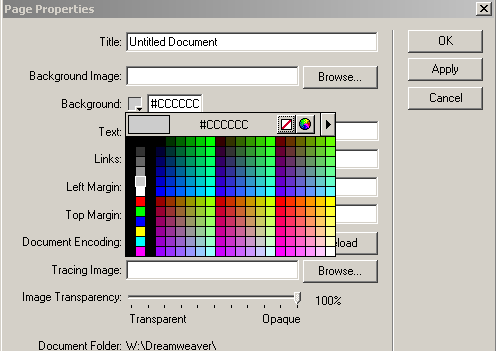 Page Properties
Title: Untitled Document
OK
Background Image:
Browse...
Apply
Background: #CCCCCC
Cancel
#CCCCCC
Text:
Links:
Left Margin:
Top Margin:
Document Encoding:
Tracing Image:
Browse...
Image Transparency:
100%
Transparent
Opaque
Document Folder: W:\Dreamweaver\